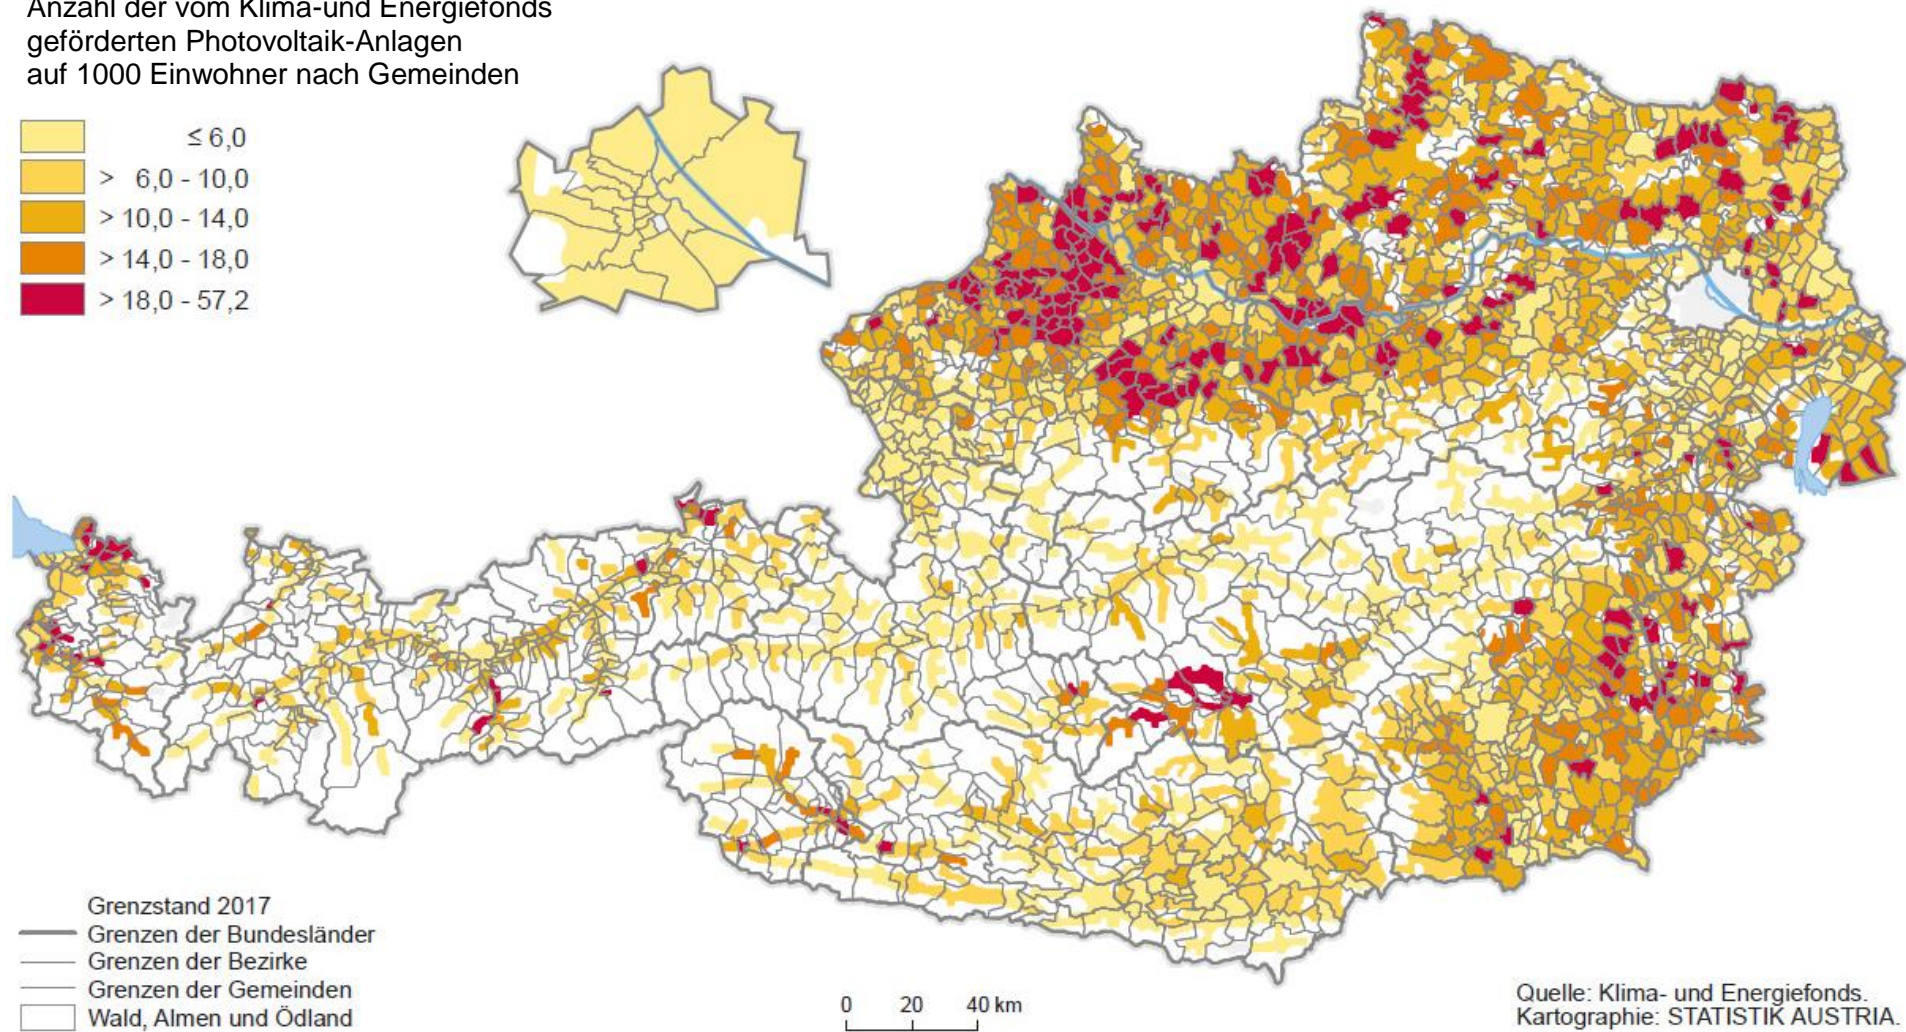 Anzahl der vom Klima-und Energiefonds
geförderten Photovoltaik-Anlagen
auf 1000 Einwohner nach Gemeinden
≤ 6,0
> 6,0 - 10,0
> 10,0 - 14,0
> 14,0 - 18,0
> 18,0 - 57,2
Grenzstand 2017
Grenzen der Bundesländer
Grenzen der Bezirke
Grenzen der Gemeinden
Wald, Almen und Ödland
0 20 40 km
Quelle: Klima- und Energiefonds.
Kartographie: STATISTIK AUSTRIA.